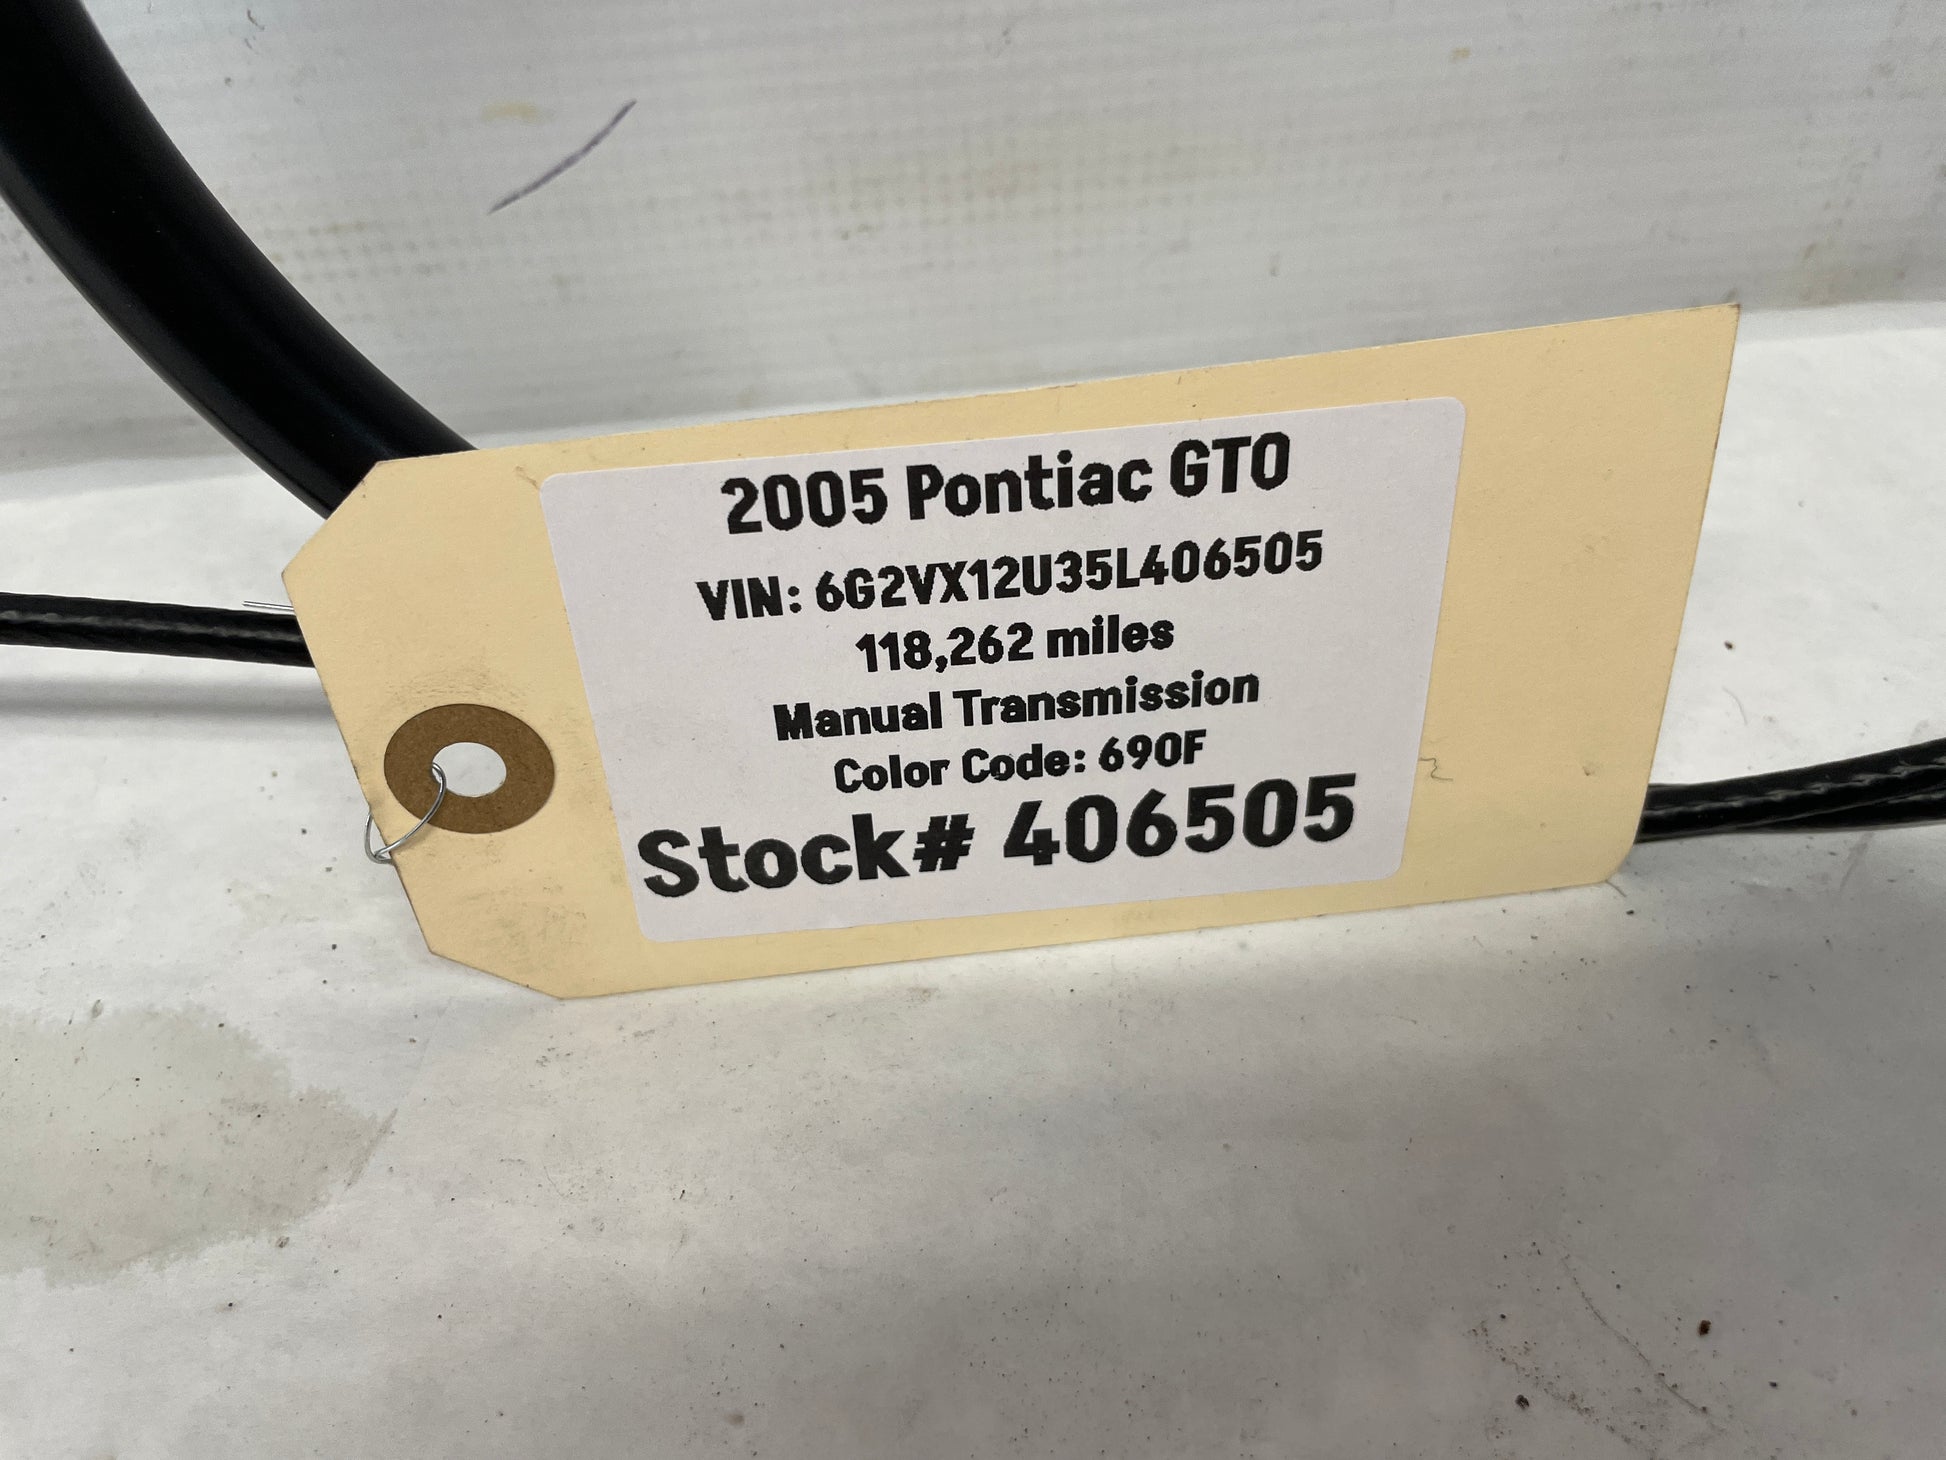 2005 Pontiac GTO
VIN: 6G2VX12U35L406505
118,262 miles
Manual Transmission
Color Code: 690F
Stock# 406505